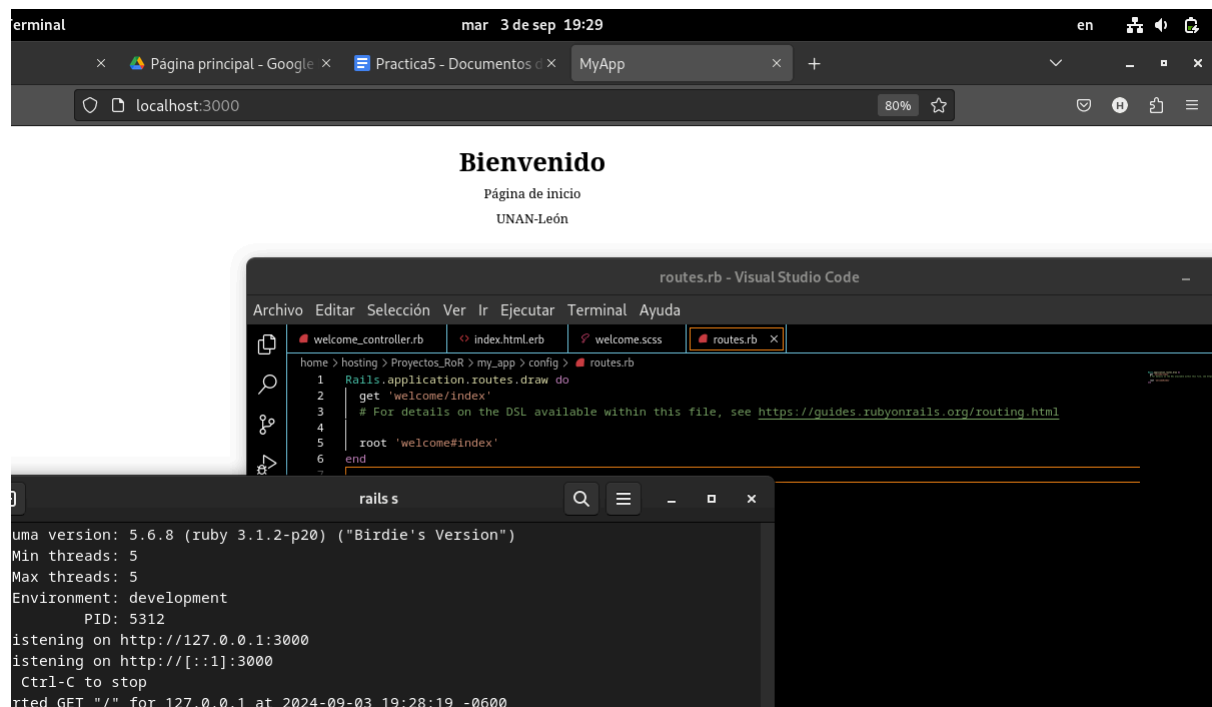 erminal mar 3 de sep 19:29 en
Página principal - Google Practica5 - Documentos d MyApp
localhost:3000 80% H
Bienvenido
Página de inicio
UNAN-León
routes.rb - Visual Studio Code
Archivo Editar Selección Ver Ir Ejecutar Terminal Ayuda
welcome_controller.rb index.html.erb welcome.scss routes.rb
home > hosting > Proyectos_RoR > my_app > config > routes.rb
1 Rails.application.routes.draw do
2 get 'welcome/index'
3 # For details on the DSL available within this file, see https://guides.rubyonrails.org/routing.html
4
5 root 'welcome#index'
6 end
7
rails s
uma version: 5.6.8 (ruby 3.1.2-p20) ("Birdie's Version")
Min threads: 5
Max threads: 5
Environment: development
PID: 5312
istening on http://127.0.0.1:3000
istening on http://[::1]:3000
Ctrl-C to stop
rted GET "/" for 127.0.0.1 at 2024-09-03 19:28:19 -0600